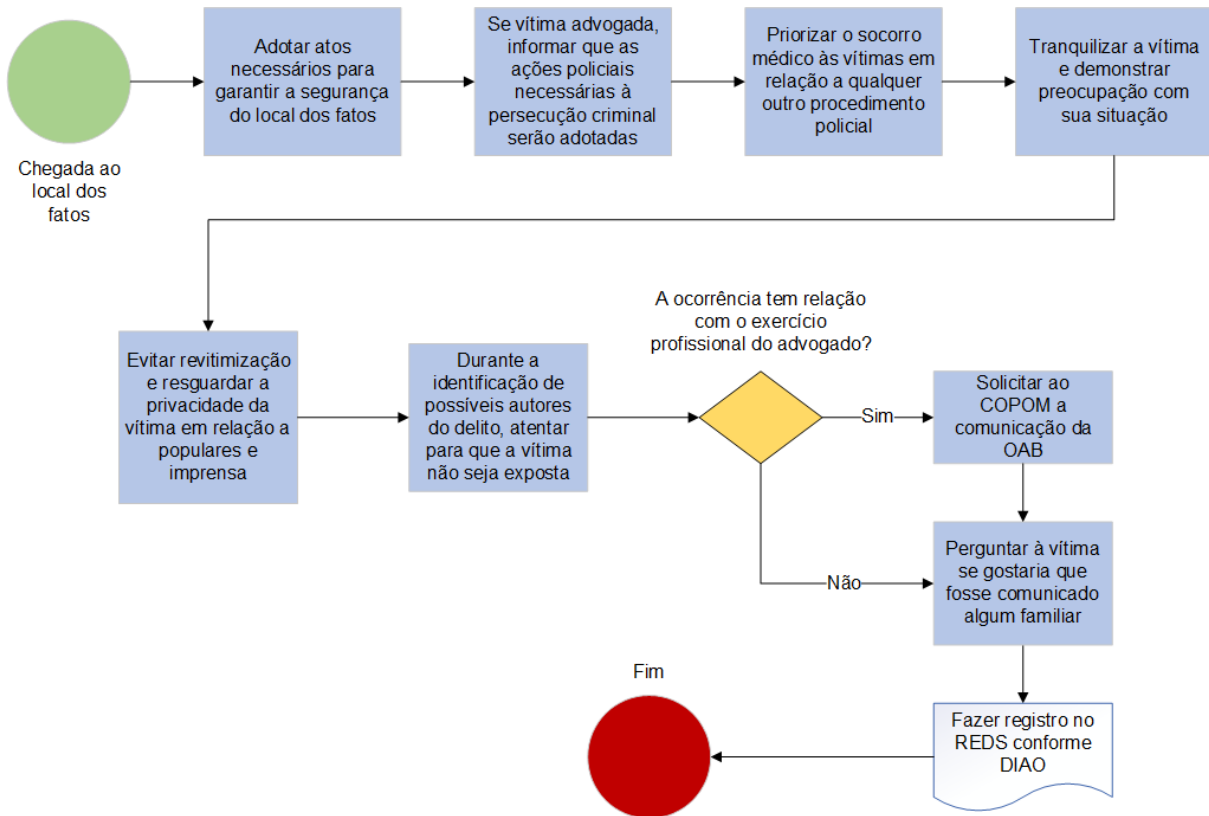 Chegada ao
local dos
fatos
Adotar atos
necessários para
garantir a segurança
do local dos fatos
Se vítima advogada,
informar que as
ações policiais
necessárias à
persecução criminal
serão adotadas
Priorizar o socorro
médico às vítimas em
relação a qualquer
outro procedimento
policial
Tranquilizar a vítima
e demonstrar
preocupação com
sua situação
Evitar revitimização
e resguardar a
privacidade da
vítima em relação a
populares e
imprensa
Durante a
identificação de
possíveis autores
do delito, atentar
para que a vítima
não seja exposta
A ocorrência tem relação
com o exercício
profissional do advogado?
Sim
Solicitar ao
COPOM a
comunicação da
OAB
Não
Perguntar à vítima
se gostaria que
fosse comunicado
algum familiar
Fazer registro no
REDS conforme
DIAO
Fim